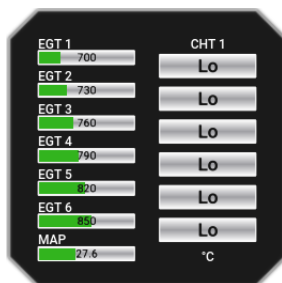 EGT 1
700
EGT 2
730
EGT 3
760
EGT 4
790
EGT 5
820
EGT 6
850
MAP
27.6
CHT 1
Lo
Lo
Lo
Lo
Lo
Lo
°C